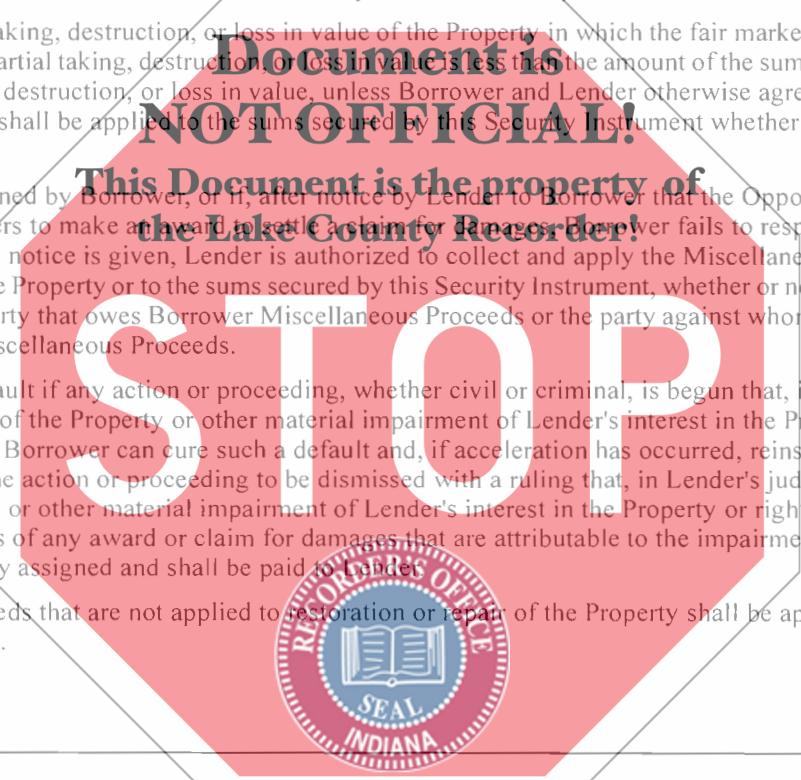 aking, destruction, or loss in value of the Property in which the fair marke
Document is
artial taking, destruction, or loss in value is less than the amount of the sum
destruction, or loss in value, unless Borrower and Lender otherwise agre
NOT OFFICIAL!
shall be applied to the sums secured by this Security Instrument whether
This Document is the property of
ned by Borrower, or if, after notice by Lender to Borrower that the Oppo
the Lake County Recorder!
ers to make an award to settle a claim for damages, Borrower fails to resp
notice is given, Lender is authorized to collect and apply the Miscellane
e Property or to the sums secured by this Security Instrument, whether or no
STOP
rty that owes Borrower Miscellaneous Proceeds or the party against whom
scellaneous Proceeds.
ault if any action or proceeding, whether civil or criminal, is begun that, i
of the Property or other material impairment of Lender's interest in the P
Borrower can cure such a default and, if acceleration has occurred, reins
he action or proceeding to be dismissed with a ruling that, in Lender's jud
or other material impairment of Lender's interest in the Property or right
s of any award or claim for damages that are attributable to the impairme
y assigned and shall be paid to Lender.
eds that are not applied to restoration or repair of the Property shall be ap
RECORDER'S OFFICE
SEAL
INDIANA